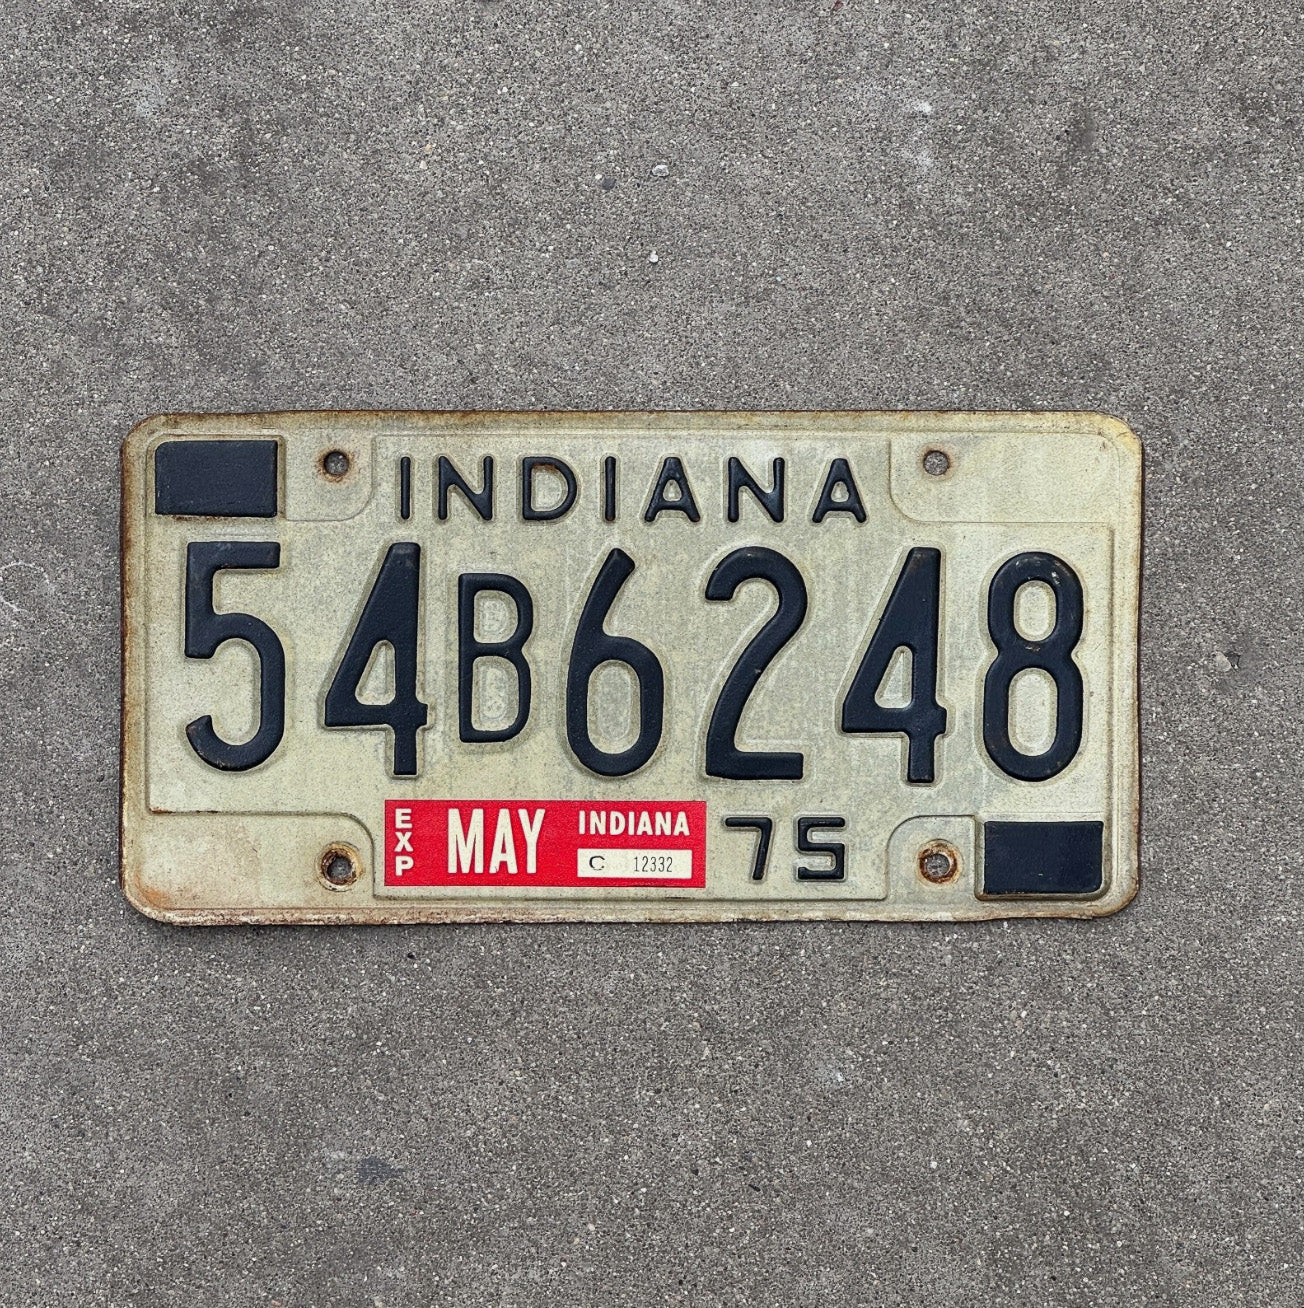 INDIANA
54B6248
EXP MAY INDIANA 75
C 12332